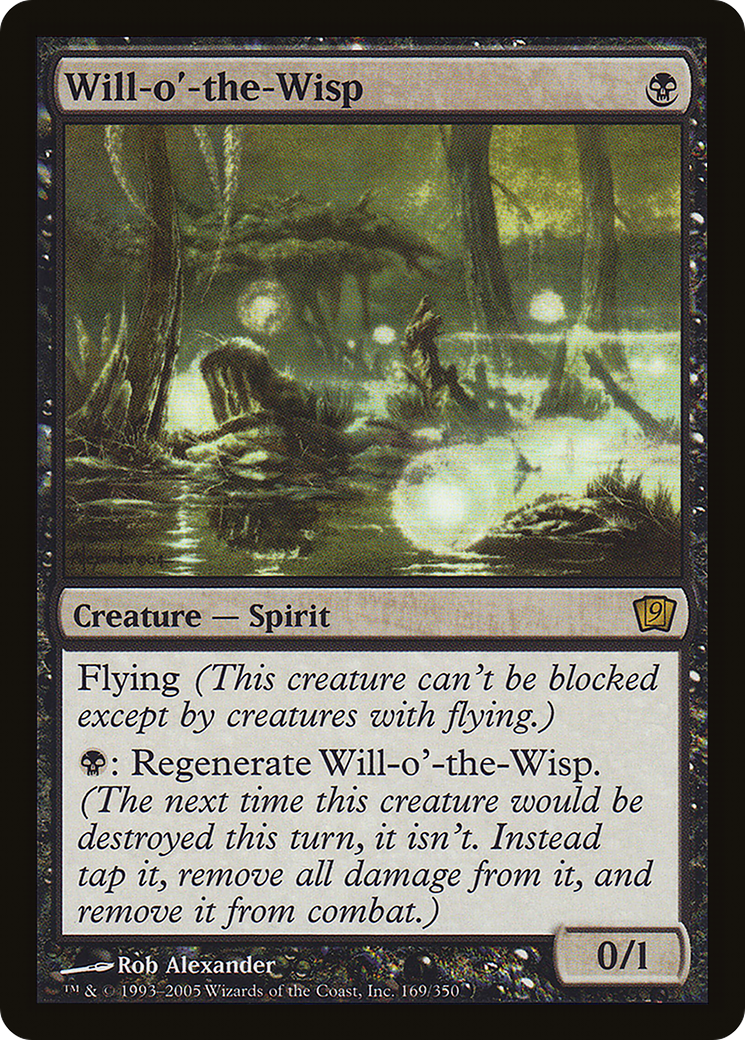 Will-o'-the-Wisp
Creature — Spirit
9
Flying (This creature can't be blocked
except by creatures with flying.)
: Regenerate Will-o'-the-Wisp.
(The next time this creature would be
destroyed this turn, it isn't. Instead
tap it, remove all damage from it, and
remove it from combat.)
0/1
Rob Alexander
™ & © 1993–2005 Wizards of the Coast, Inc. 169/350